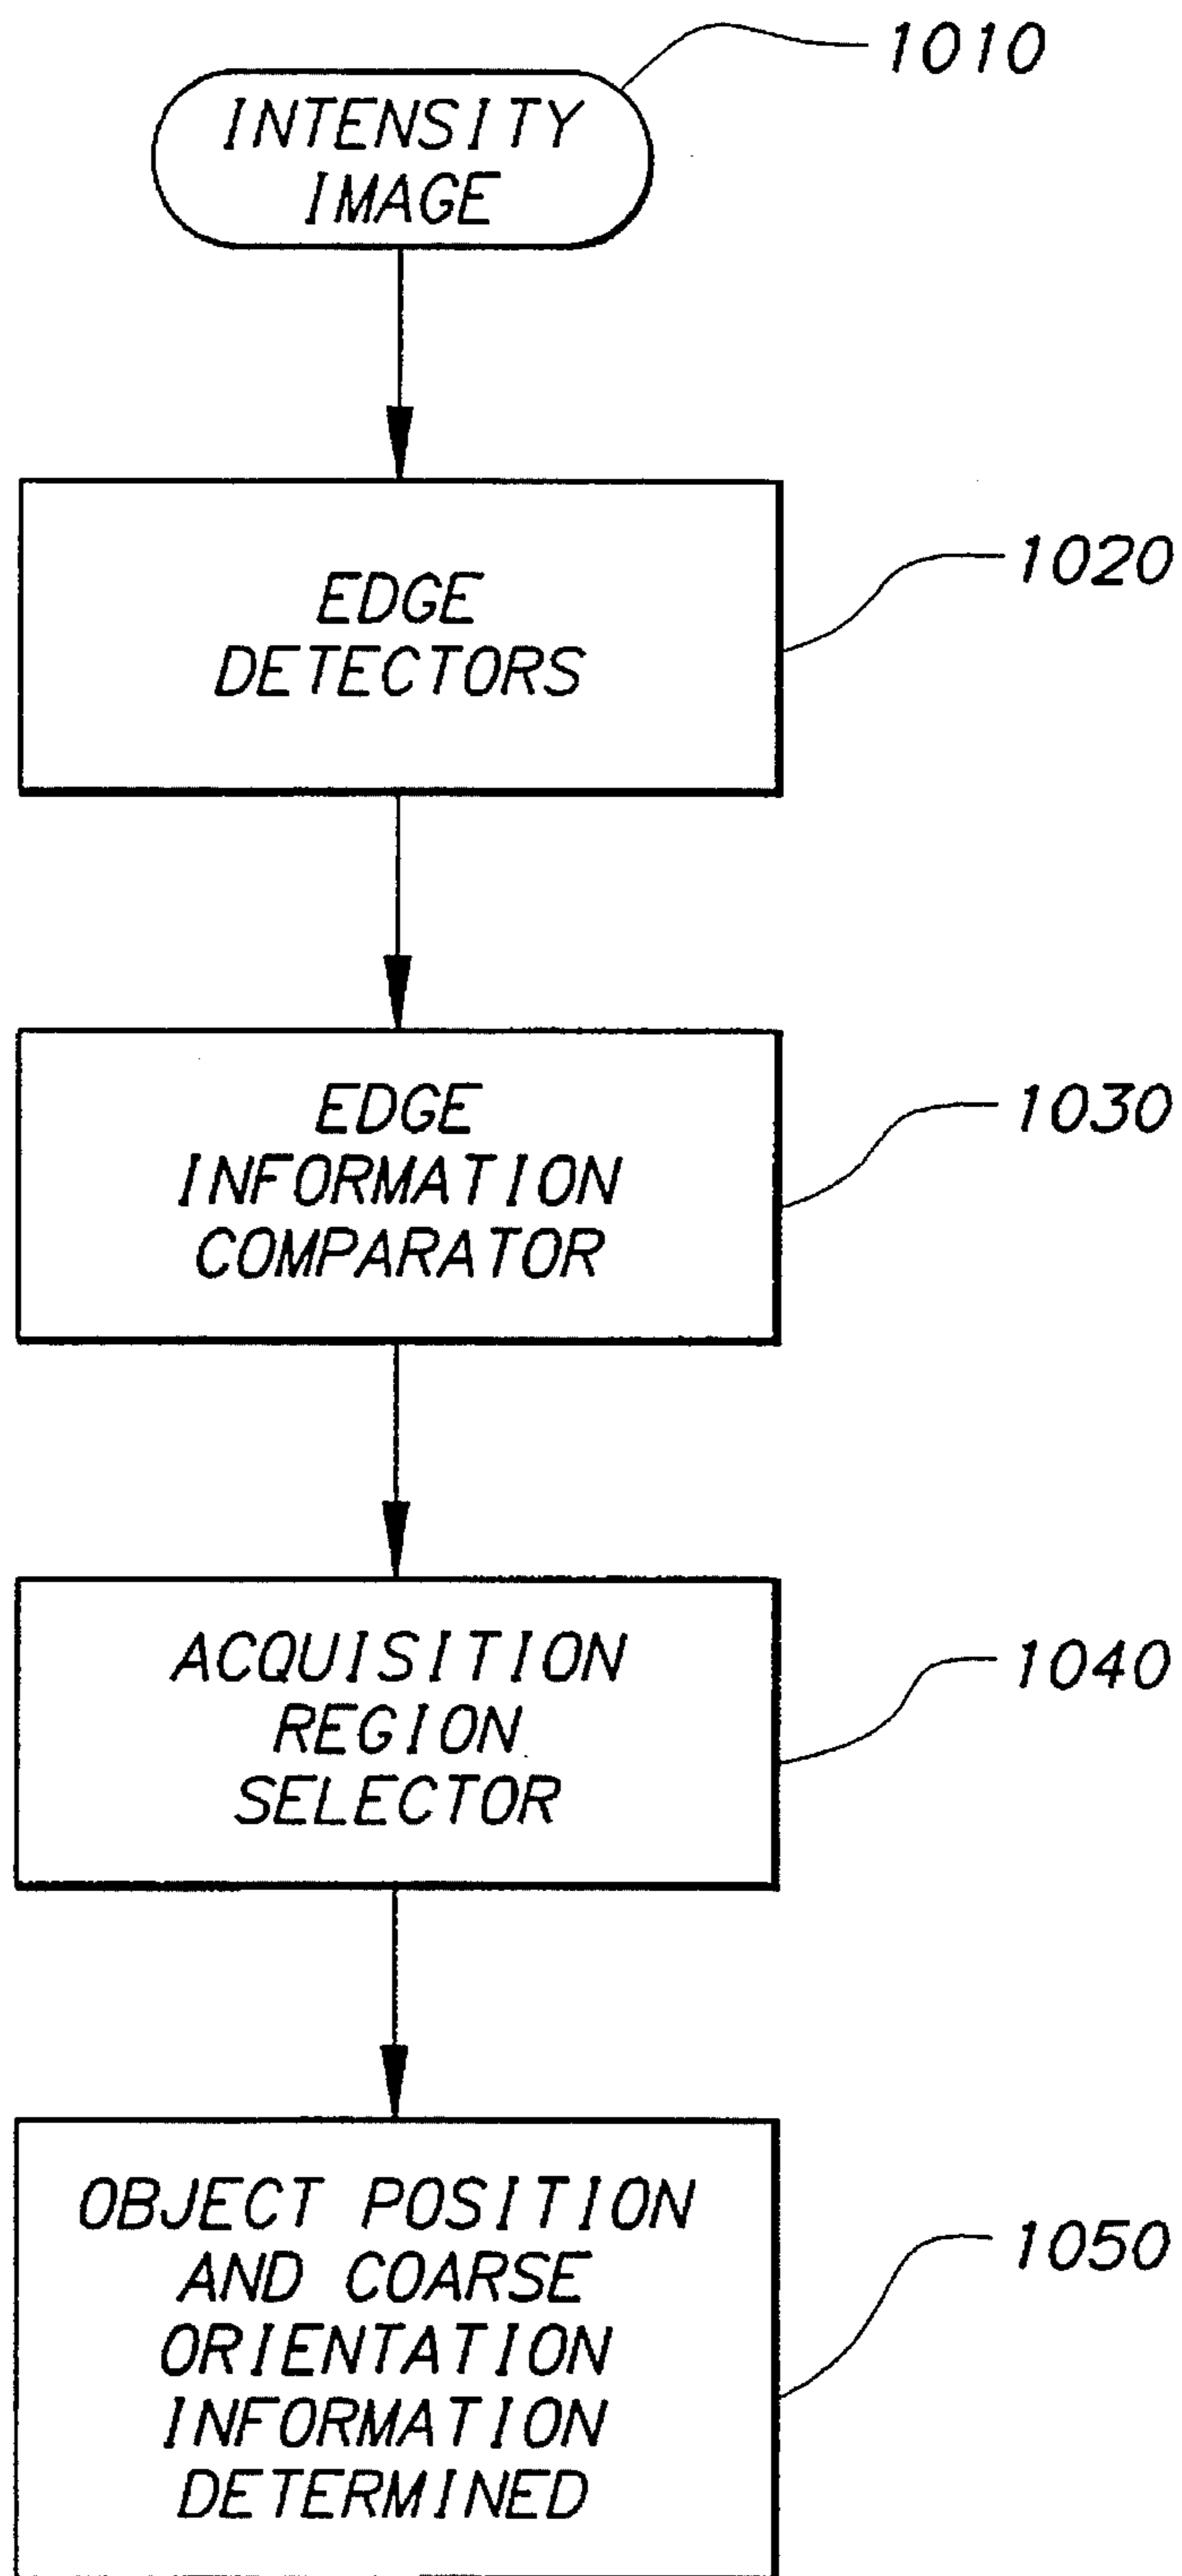 1010
INTENSITY
IMAGE
EDGE
DETECTORS
1020
EDGE
INFORMATION
COMPARATOR
1030
ACQUISITION
REGION
SELECTOR
1040
OBJECT POSITION
AND COARSE
ORIENTATION
INFORMATION
DETERMINED
1050